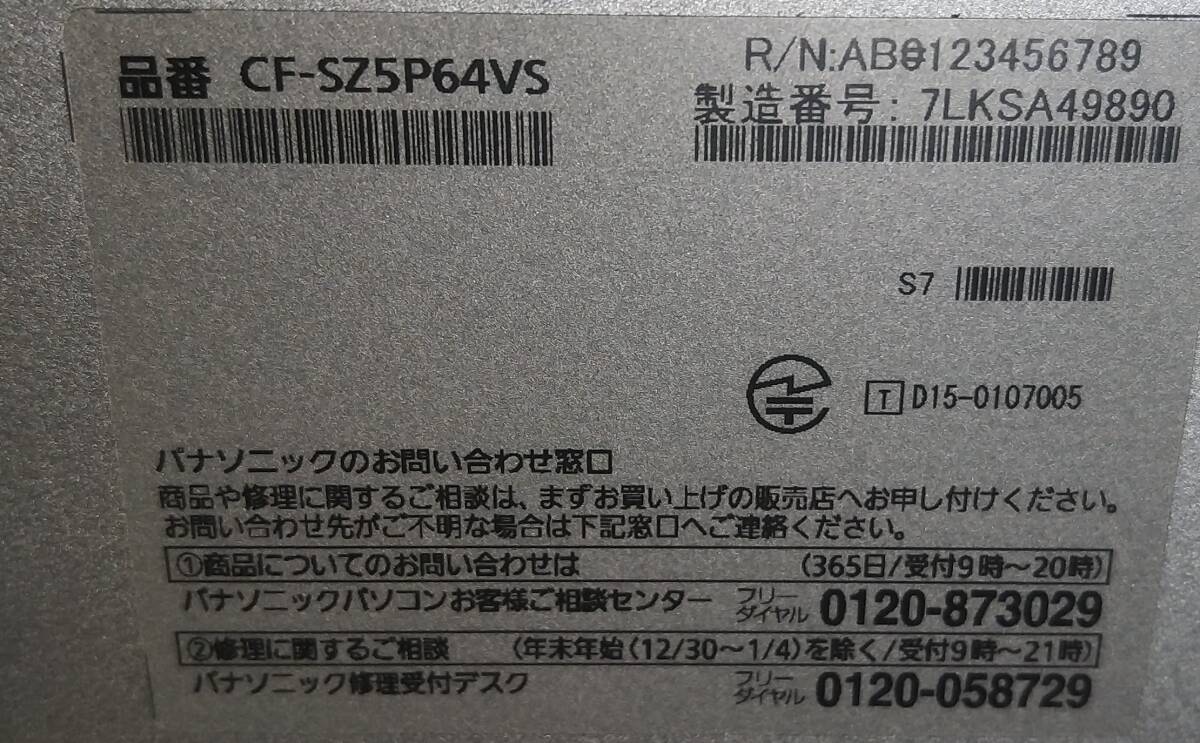 品番 CF-SZ5P64VS
R/N:AB0123456789
製造番号: 7LKSA49890
S7
T D15-0107005
パナソニックのお問い合わせ窓口
商品や修理に関するご相談は、まずお買い上げの販売店へお申し付けください。
お問い合わせ先がご不明な場合は下記窓口へご連絡ください。
①商品についてのお問い合わせは (365日/受付9時～20時)
パナソニックパソコンお客様ご相談センター フリーダイヤル 0120-873029
②修理に関するご相談 (年末年始(12/30～1/4)を除く/受付9時～21時)
パナソニック修理受付デスク フリーダイヤル 0120-058729